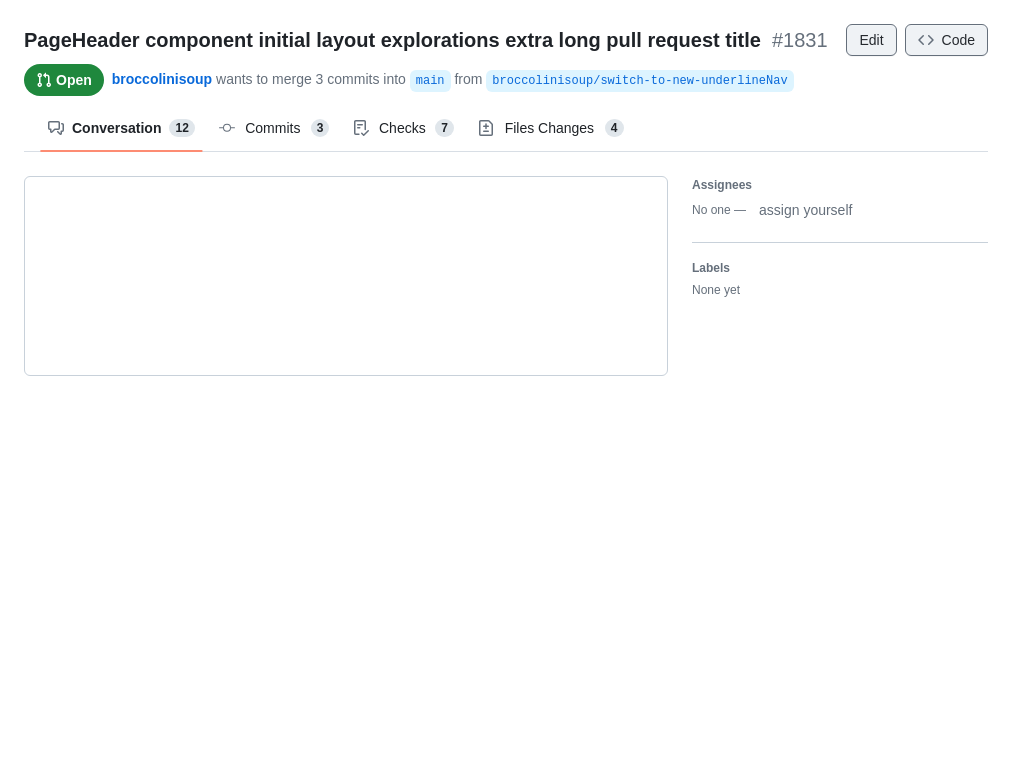 PageHeader component initial layout explorations extra long pull request title #1831 Edit Code
Open broccolinisoup wants to merge 3 commits into main from broccolinisoup/switch-to-new-underlineNav
Conversation 12 Commits 3 Checks 7 Files Changes 4
Assignees
No one — assign yourself
Labels
None yet